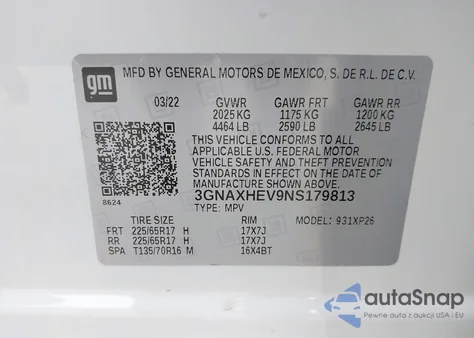 gm
MFD BY GENERAL MOTORS DE MEXICO, S. DE R.L. DE C.V.
03/22 GVWR GAWR FRT GAWR RR
2025 KG 1175 KG 1200 KG
4464 LB 2590 LB 2645 LB
THIS VEHICLE CONFORMS TO ALL
APPLICABLE U.S. FEDERAL MOTOR
VEHICLE SAFETY AND THEFT PREVENTION
STANDARDS IN EFFECT ON THE DATE OF
MANUFACTURE SHOWN ABOVE.
8624 3GNAXHEV9NS179813
TYPE: MPV
TIRE SIZE RIM MODEL: 931XP26
FRT 225/65R17 H 17X7J
RR 225/65R17 H 17X7J
SPA T135/70R16 M 16X4BT
autoSnap
Pewne auta z aukcji USA i EU